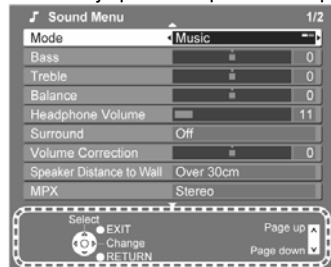 Sound Menu 1/2
Mode Music
Bass 0
Treble 0
Balance 0
Headphone Volume 11
Surround Off
Volume Correction 0
Speaker Distance to Wall Over 30cm
MPX Stereo
Select
EXIT
Change
RETURN
Page up
Page down